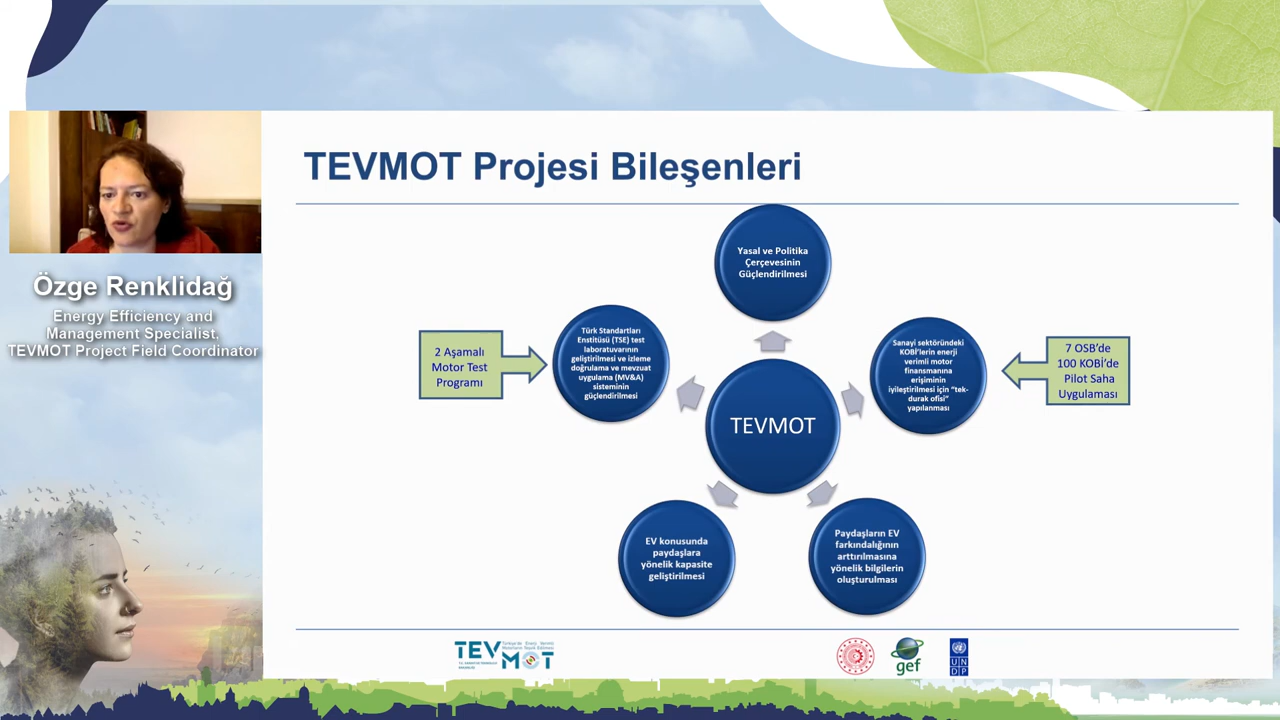 TEVMOT Projesi Bileşenleri
Özge Renklidağ
Energy Efficiency and
Management Specialist,
TEVMOT Project Field Coordinator
Yasal ve Politika
Çerçevesinin
Güçlendirilmesi
2 Aşamalı
Motor Test
Programı
Türk Standartları
Enstitüsü (TSE) test
laboratuvarının
geliştirilmesi ve izleme
doğrulama ve mevzuat
uygulama (MV&A)
sisteminin
güçlendirilmesi
Sanayi sektöründeki
KOBİ'lerin enerji
verimli motor
finansmanına
erişiminin
iyileştirilmesi için "tek-
durak ofisi"
yapılanması
7 OSB'de
100 KOBİ'de
Pilot Saha
Uygulaması
TEVMOT
EV konusunda
paydaşlara
yönelik kapasite
geliştirilmesi
Paydaşların EV
farkındalığının
arttırılmasına
yönelik bilgilerin
oluşturulması
TEVMOT
gef
UNDP